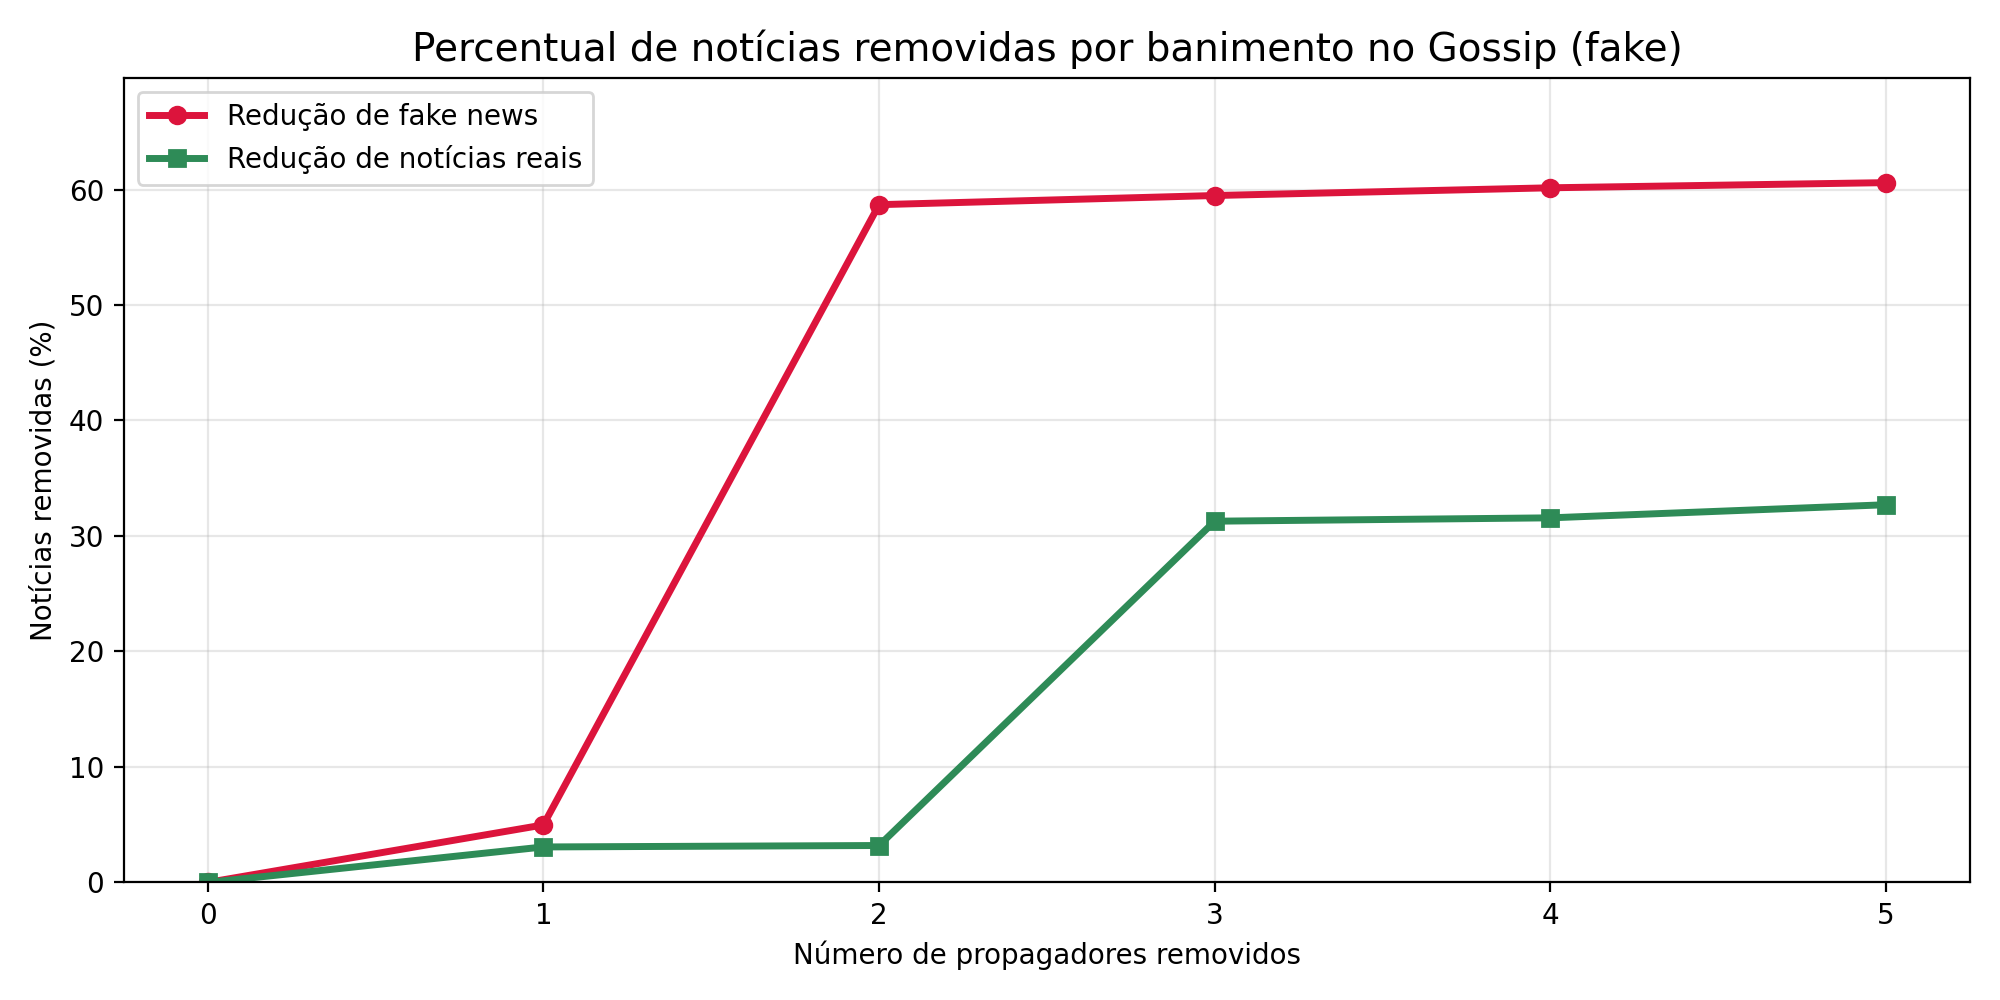 Percentual de notícias removidas por banimento no Gossip (fake)
Redução de fake news
Redução de notícias reais
Notícias removidas (%)
60
50
40
30
20
10
0
0 1 2 3 4 5
Número de propagadores removidos